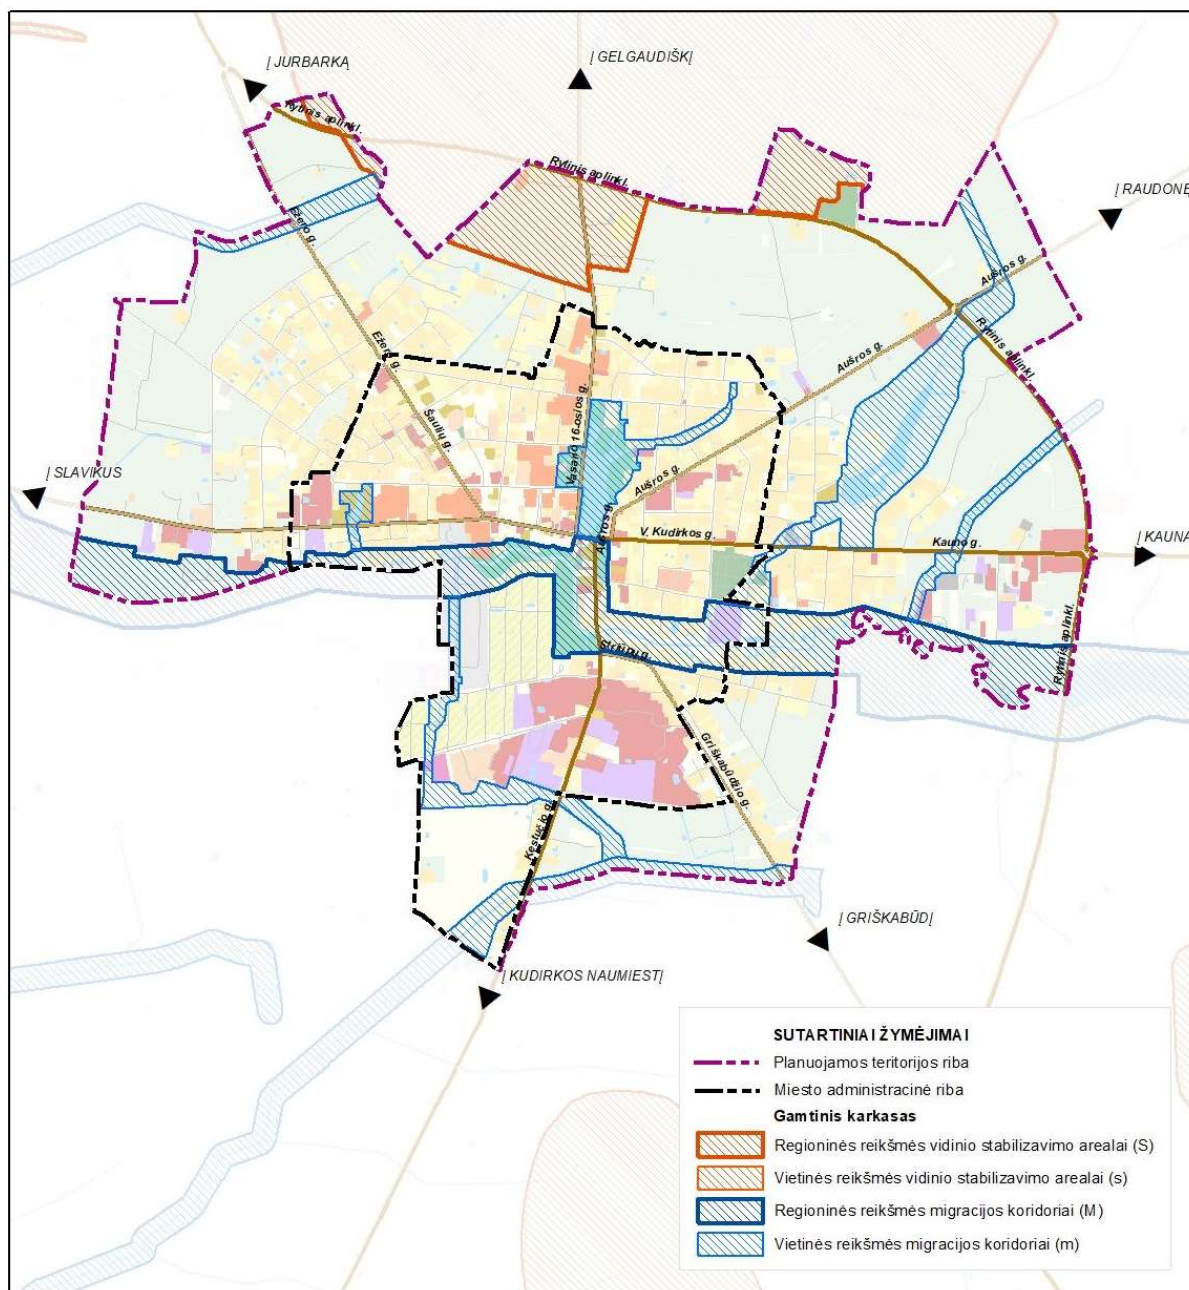 Į JURBARKĄ
Į GELGAUDIŠKĮ
Rytinis aplinkl.
Rytinis aplinkl.
Į RAUDONĖ
Ežero g.
Aušros g.
Rytinis aplinkl.
Ežero g.
Aušros g.
Vasario 16-osios g.
Šaulių g.
Į SLAVIKUS
Aušros g.
Aušros g.
V. Kudirkos g.
Kauno g.
Į KAUNA
Rytinis aplinkl.
Griškabūdžio g.
Kęstučio g.
Į GRIŠKABŪDĮ
Į KUDIRKOS NAUMIESTĮ
SUTARTINIAI ŽYMĖJIMAI
Planuojamos teritorijos riba
Miesto administracinė riba
Gamtinis karkasas
Regioninės reikšmės vidinio stabilizavimo arealai (S)
Vietinės reikšmės vidinio stabilizavimo arealai (s)
Regioninės reikšmės migracijos koridoriai (M)
Vietinės reikšmės migracijos koridoriai (m)